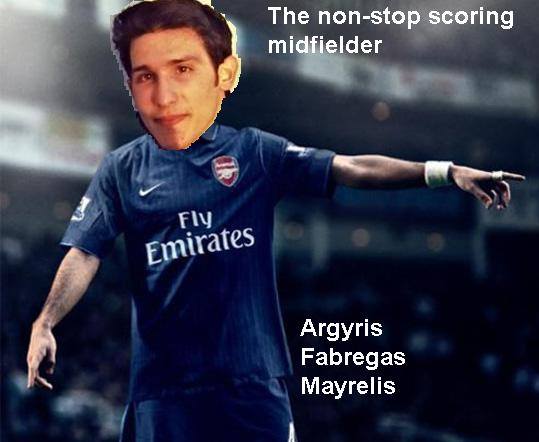 The non-stop scoring
midfielder
Fly
Emirates
Argyris
Fabregas
Mayrelis